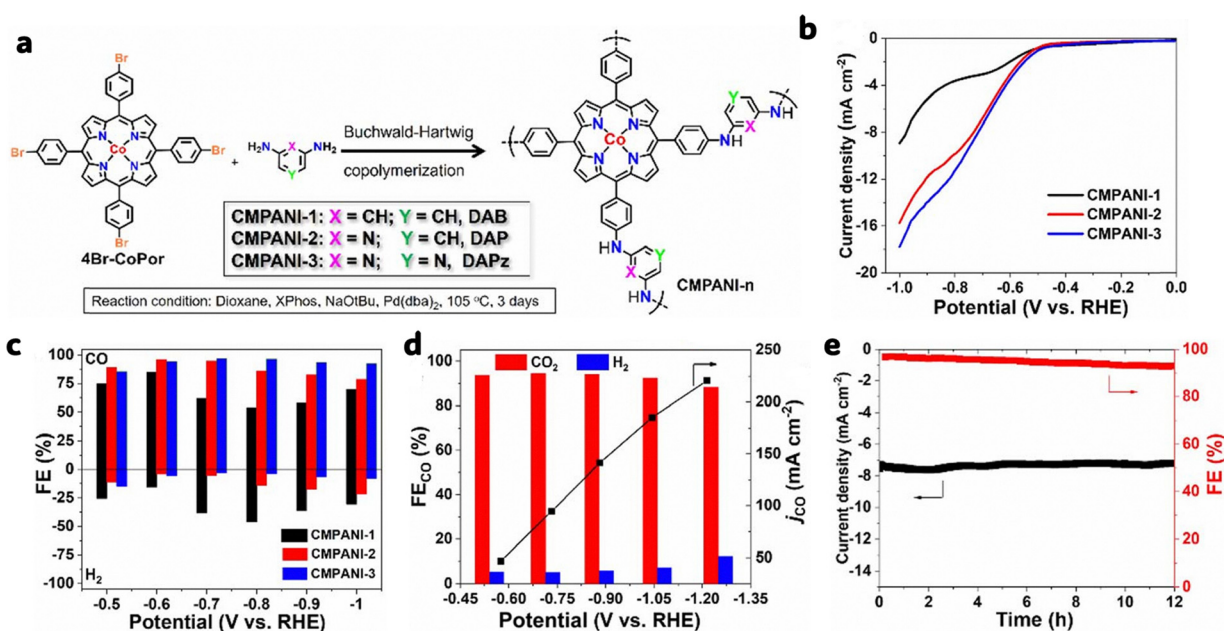 a
Br
Br
Br
Br
N
N
N
N
Co
4Br-CoPor
+
H₂N
X
Y
NH₂
Buchwald-Hartwig
copolymerization
CMPANI-1: X = CH; Y = CH, DAB
CMPANI-2: X = N; Y = CH, DAP
CMPANI-3: X = N; Y = N, DAPz
Reaction condition: Dioxane, XPhos, NaOtBu, Pd(dba)₂, 105 °C, 3 days
N
N
N
N
Co
N
H
Y
X
N
H
HN
Y
X
HN
CMPANI-n
b
Current density (mA cm⁻²)
0
-4
-8
-12
-16
-20
CMPANI-1
CMPANI-2
CMPANI-3
-1.0 -0.8 -0.6 -0.4 -0.2 0.0
Potential (V vs. RHE)
c
FE (%)
100
75
50
25
0
-25
-50
-75
-100
CO
H₂
CMPANI-1
CMPANI-2
CMPANI-3
-0.5 -0.6 -0.7 -0.8 -0.9 -1
Potential (V vs. RHE)
d
FE_CO (%)
100
80
60
40
20
0
CO₂ H₂
250
200
150
100
50
j_CO (mA cm⁻²)
-0.45 -0.60 -0.75 -0.90 -1.05 -1.20 -1.35
Potential (V vs. RHE)
e
Current density (mA cm⁻²)
0
-2
-4
-6
-8
-10
-12
-14
100
80
60
40
20
0
FE (%)
0 2 4 6 8 10 12
Time (h)